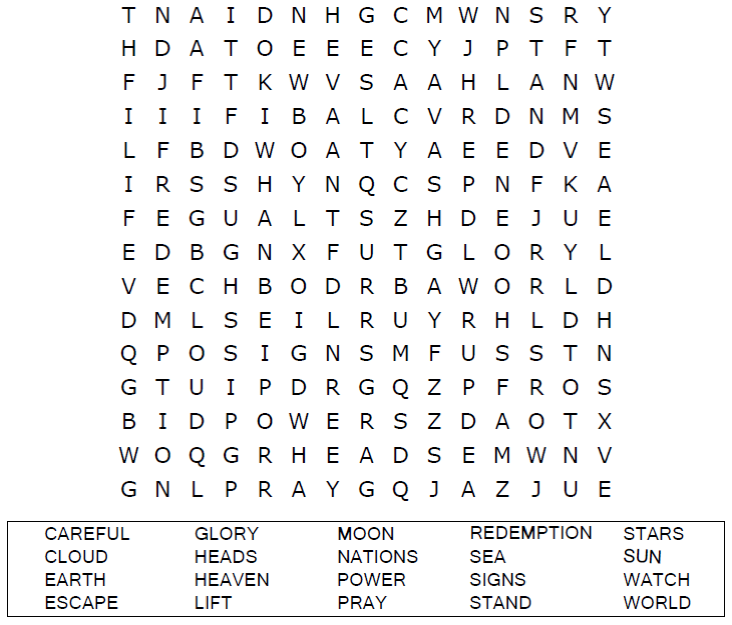 T N A I D N H G C M W N S R Y
H D A T O E E E C Y J P T F T
F J F T K W V S A A H L A N W
I I I F I B A L C V R D N M S
L F B D W O A T Y A E E D V E
I R S S H Y N Q C S P N F K A
F E G U A L T S Z H D E J U E
E D B G N X F U T G L O R Y L
V E C H B O D R B A W O R L D
D M L S E I L R U Y R H L D H
Q P O S I G N S M F U S S T N
G T U I P D R G Q Z P F R O S
B I D P O W E R S Z D A O T X
W O Q G R H E A D S E M W N V
G N L P R A Y G Q J A Z J U E
CAREFUL GLORY MOON REDEMPTION STARS
CLOUD HEADS NATIONS SEA SUN
EARTH HEAVEN POWER SIGNS WATCH
ESCAPE LIFT PRAY STAND WORLD